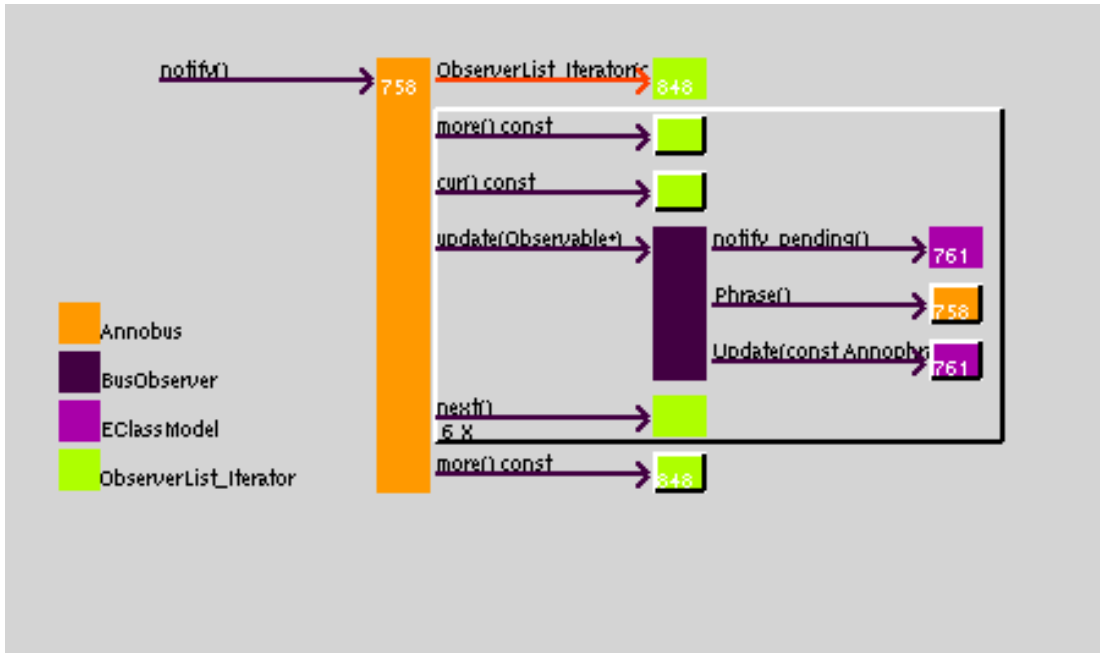 notify()
758
ObserverList_Iterator(c
848
more() const
cur() const
update(Observable*)
notify_pending()
761
Phrase()
758
Update(const Annophra
761
next()
6 X
more() const
848
Annobus
BusObserver
EClassModel
ObserverList_Iterator